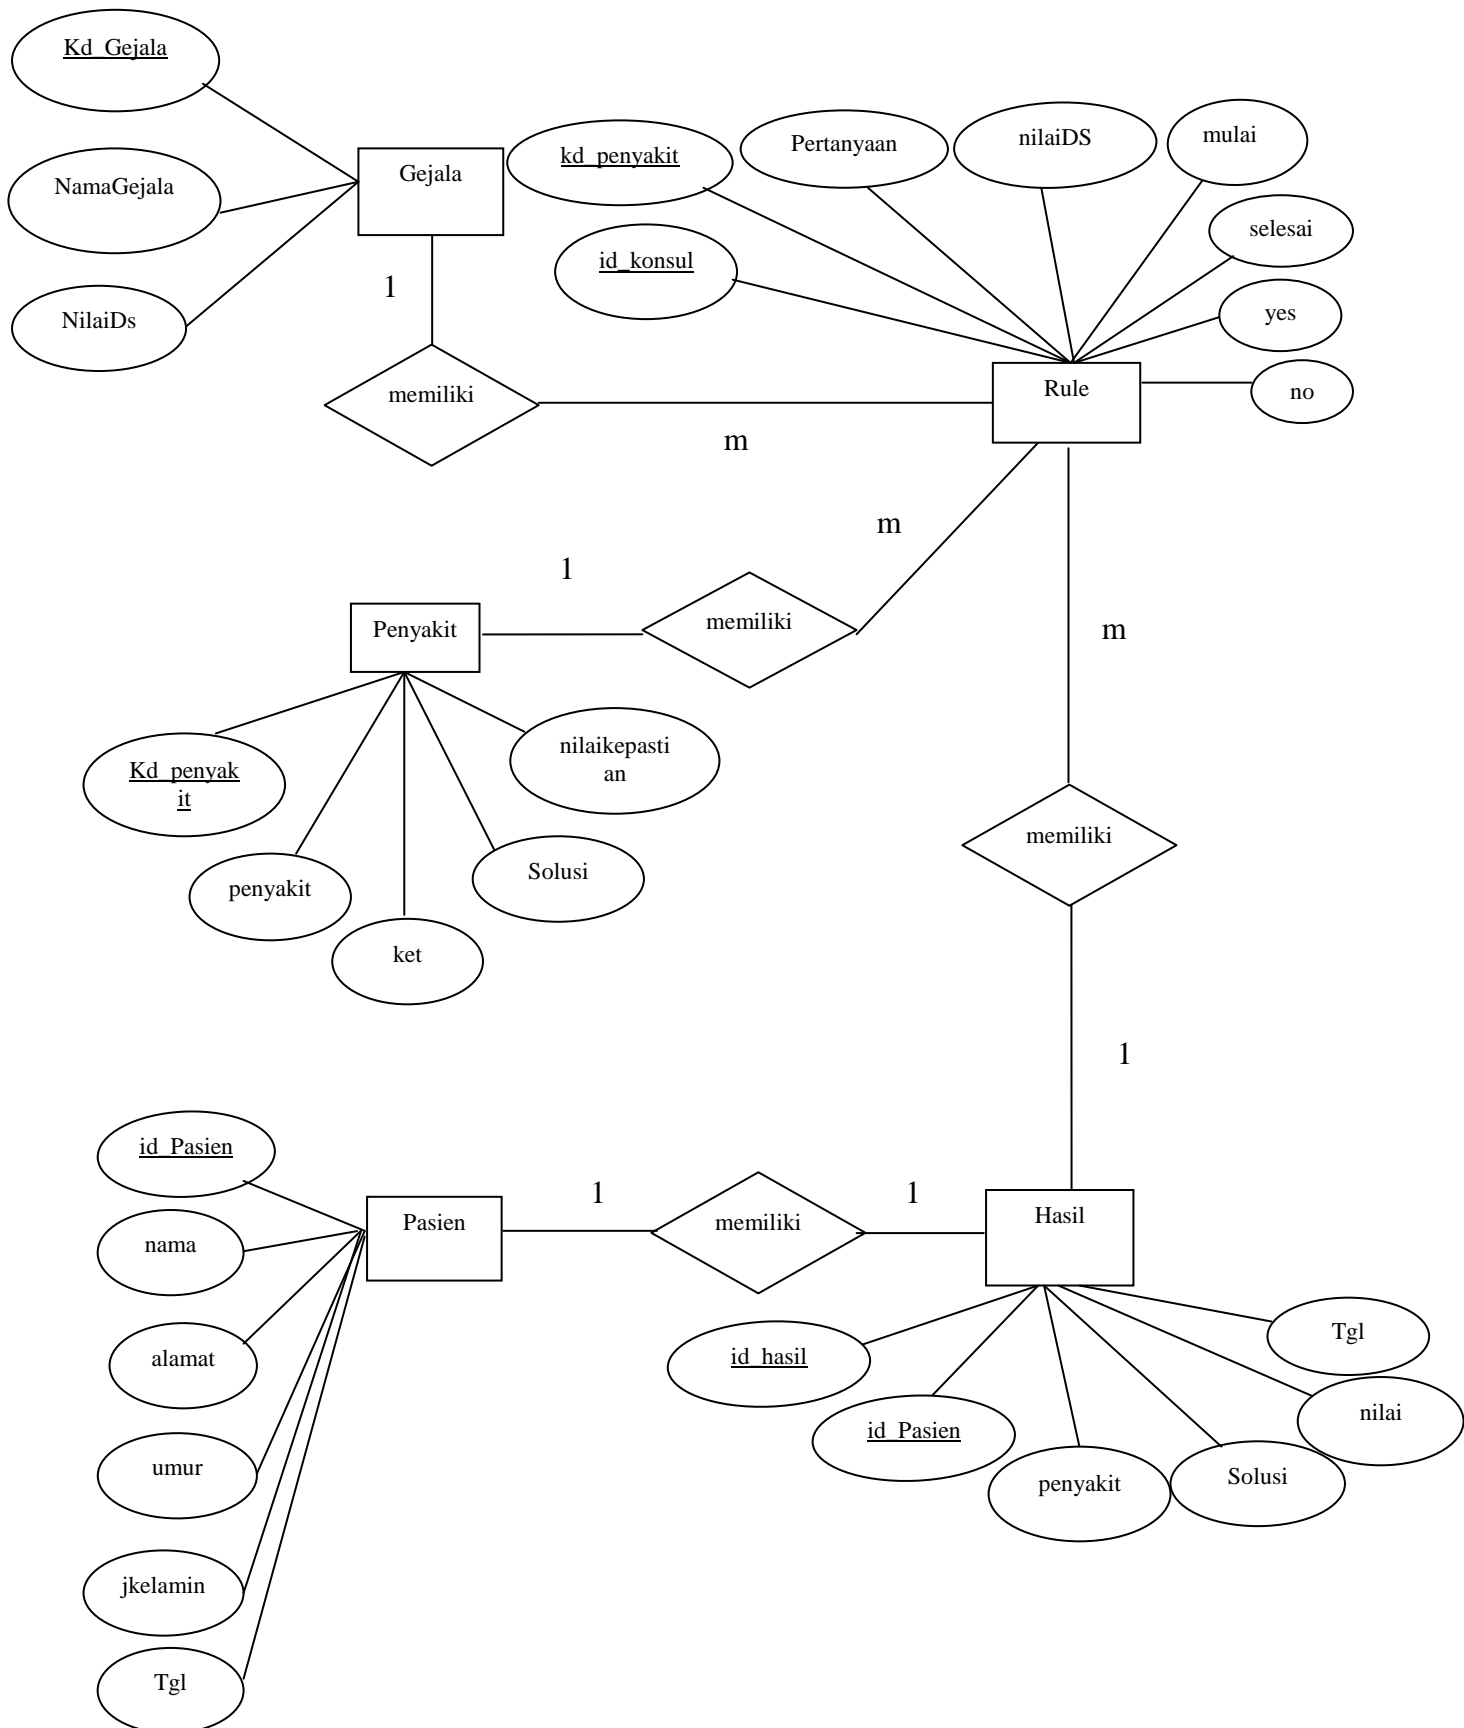 Kd_Gejala
NamaGejala
NilaiDs
Gejala
1
kd_penyakit
id_konsul
Pertanyaan
nilaiDS
mulai
selesai
yes
no
Rule
memiliki
m
m
1
memiliki
Penyakit
m
Kd_penyak
it
penyakit
ket
Solusi
nilaikepasti
an
memiliki
1
id_Pasien
nama
alamat
umur
jkelamin
Tgl
Pasien
1
memiliki
1
Hasil
id_hasil
id_Pasien
penyakit
Solusi
nilai
Tgl